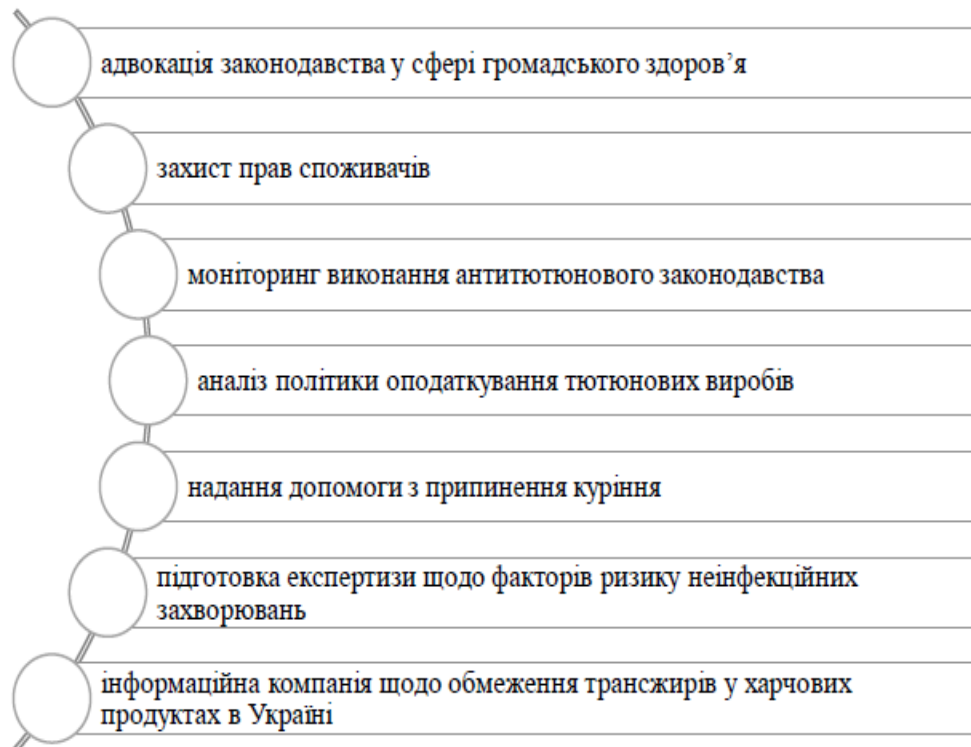 адвокація законодавства у сфері громадського здоров’я
захист прав споживачів
моніторинг виконання антитютюнового законодавства
аналіз політики оподаткування тютюнових виробів
надання допомоги з припинення куріння
підготовка експертизи щодо факторів ризику неінфекційних
захворювань
інформаційна компанія щодо обмеження трансжирів у харчових
продуктах в Україні